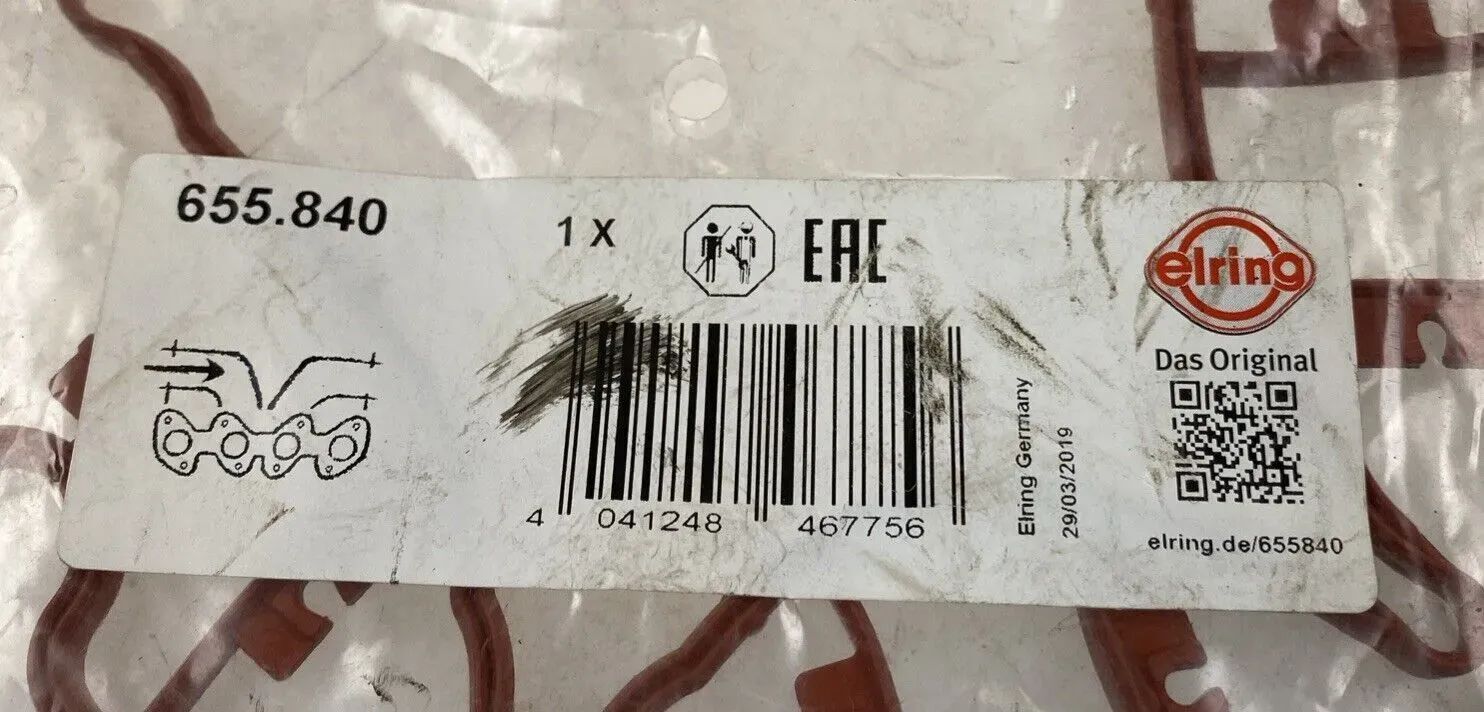 655.840
1 X
EAC
elring
Das Original
4 041248 467756
Elring Germany
29/03/2019
elring.de/655840